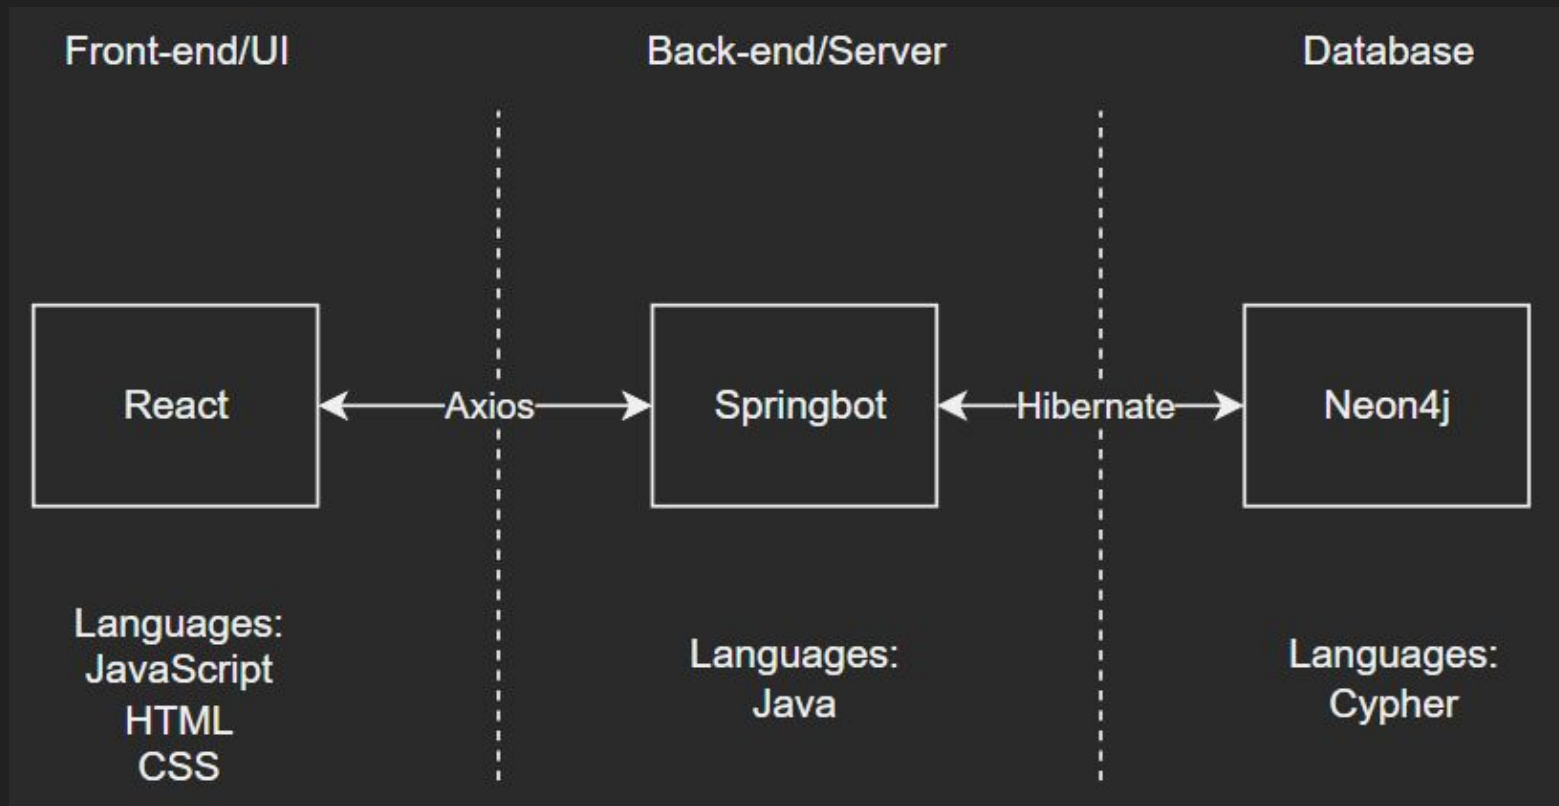 Front-end/UI
Back-end/Server
Database
React
Axios
Springbot
Hibernate
Neon4j
Languages:
JavaScript
HTML
CSS
Languages:
Java
Languages:
Cypher